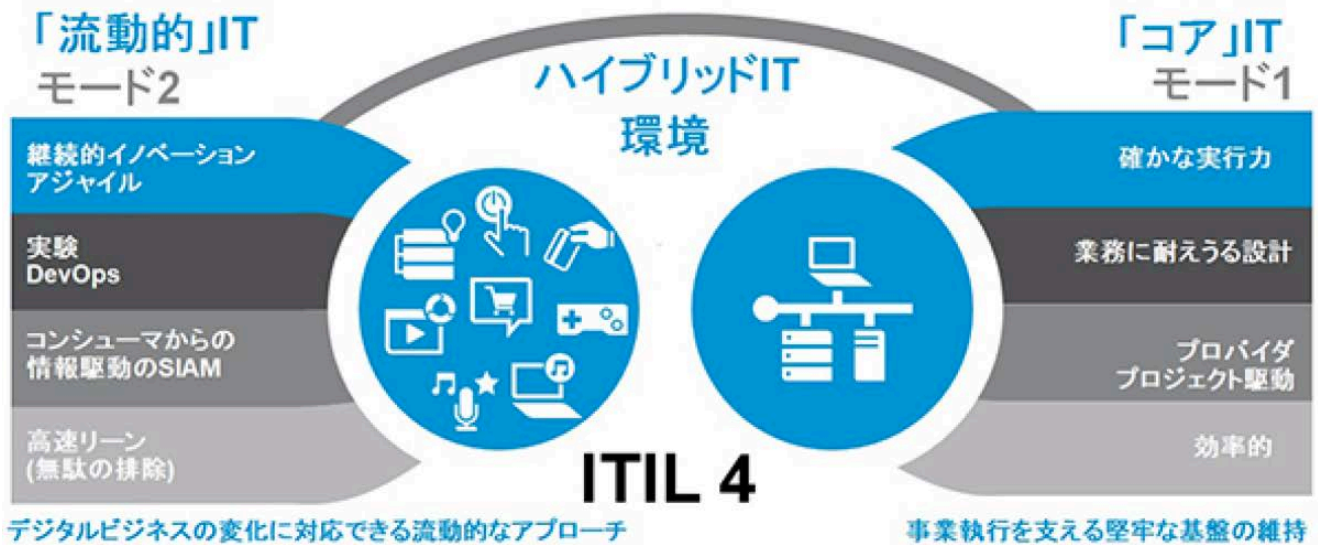 「流動的」IT
モード2
ハイブリッドIT
環境
「コア」IT
モード1
継続的イノベーション
アジャイル
実験
DevOps
コンシューマからの
情報駆動のSIAM
高速リーン
(無駄の排除)
確かな実行力
業務に耐えうる設計
プロバイダ
プロジェクト駆動
効率的
ITIL 4
デジタルビジネスの変化に対応できる流動的なアプローチ
事業執行を支える堅牢な基盤の維持